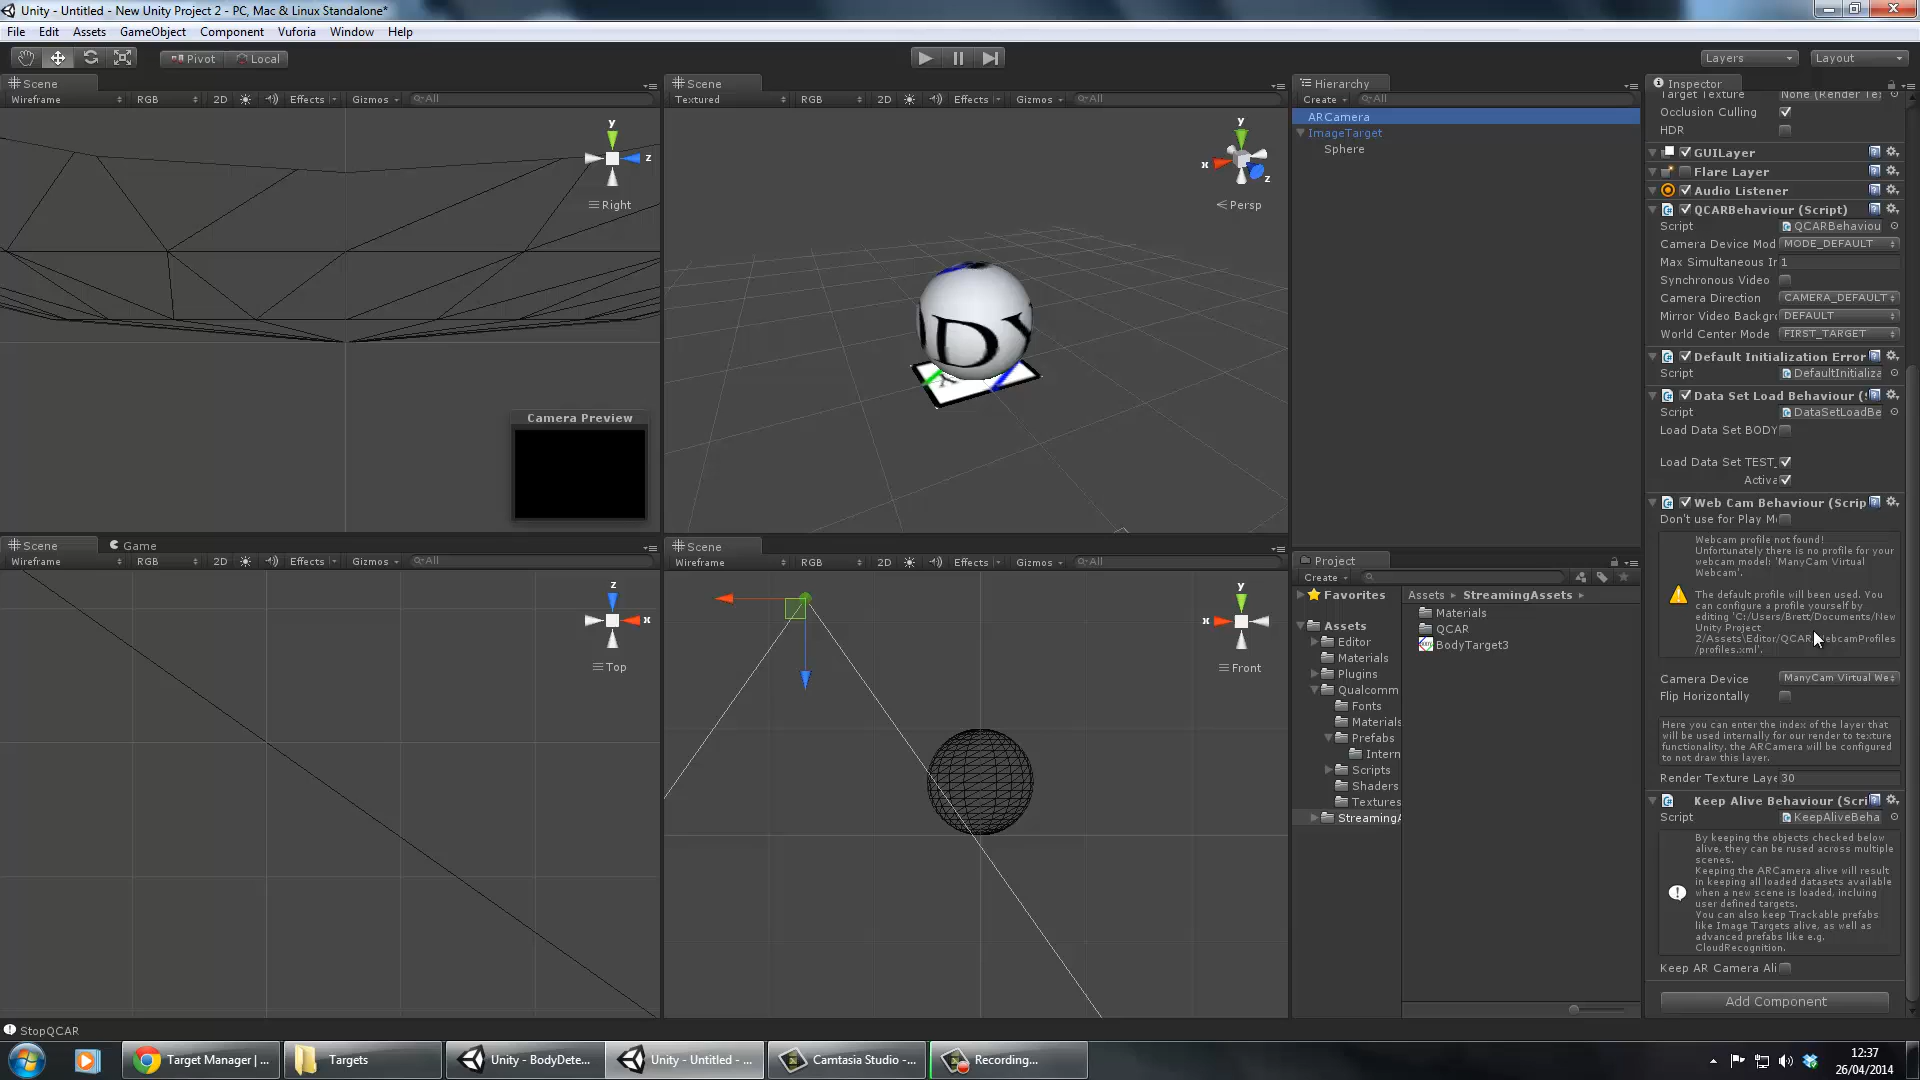 Unity - Untitled - New Unity Project 2 - PC, Mac & Linux Standalone*
File Edit Assets GameObject Component Vuforia Window Help
Pivot Local Layers Layout
Scene
Wireframe RGB 2D Effects Gizmos All
y
z
Right
Camera Preview
Scene
Textured RGB 2D Effects Gizmos All
y
x
z
Persp
DY
Scene Game
Wireframe RGB 2D Effects Gizmos All
z
x
Top
Scene
Wireframe RGB 2D Effects Gizmos All
y
x
Front
Hierarchy
Create All
ARCamera
ImageTarget
Sphere
Project
Create
Favorites
Assets
Editor
Materials
Plugins
Qualcomm
Fonts
Materials
Prefabs
Intern
Scripts
Shaders
Textures
StreamingA
Assets StreamingAssets
Materials
QCAR
BodyTarget3
Inspector
Target Texture None (Render Te
Occlusion Culling
HDR
GUILayer
Flare Layer
Audio Listener
QCARBehaviour (Script)
Script QCARBehaviou
Camera Device Mod MODE_DEFAULT
Max Simultaneous Ir 1
Synchronous Video
Camera Direction CAMERA_DEFAULT
Mirror Video Backgr DEFAULT
World Center Mode FIRST_TARGET
Default Initialization Error
Script DefaultInitializa
Data Set Load Behaviour (
Script DataSetLoadBe
Load Data Set BODY
Load Data Set TEST_
Activa
Web Cam Behaviour (Scrip
Don't use for Play M
Webcam profile not found!
Unfortunately there is no profile for your
webcam model: 'ManyCam Virtual
Webcam'.
The default profile will been used. You
can configure a profile yourself by
editing 'C:/Users/Brett/Documents/New
Unity Project
2/Assets\Editor/QCAR/WebcamProfiles
/profiles.xml'.
Camera Device ManyCam Virtual We
Flip Horizontally
Here you can enter the index of the layer that
will be used internally for our render to texture
functionality. the ARCamera will be configured
to not draw this layer.
Render Texture Laye 30
Keep Alive Behaviour (Scri
Script KeepAliveBeha
By keeping the objects checked below
alive, they can be rused across multiple
scenes.
Keeping the ARCamera alive will result
in keeping all loaded datasets available
when a new scene is loaded, incluing
user defined targets.
You can also keep Trackable prefabs
like Image Targets alive, as well as
advanced prefabs like e.g.
CloudRecognition.
Keep AR Camera Ali
Add Component
StopQCAR
Target Manager | ... Targets Unity - BodyDete... Unity - Untitled - ... Camtasia Studio -... Recording...
12:37
26/04/2014